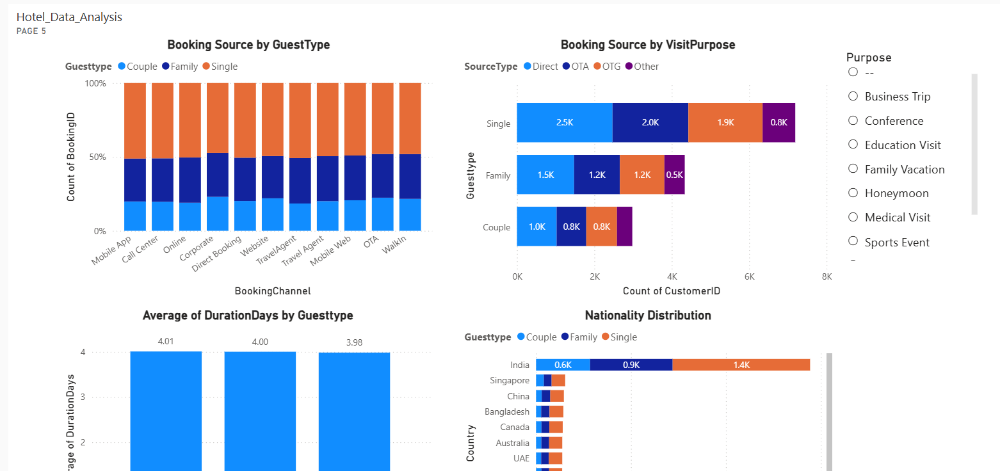 Hotel_Data_Analysis
PAGE 5
Booking Source by GuestType
Guesttype Couple Family Single
100%
50%
0%
Count of BookingID
Mobile App
Call Center
Online
Corporate
Direct Booking
Website
TravelAgent
Travel Agent
Mobile Web
OTA
WalkIn
BookingChannel
Booking Source by VisitPurpose
SourceType Direct OTA OTG Other
Guesttype
Single 2.5K 2.0K 1.9K 0.8K
Family 1.5K 1.2K 1.2K 0.5K
Couple 1.0K 0.8K 0.8K
0K 2K 4K 6K 8K
Count of CustomerID
Purpose
--
Business Trip
Conference
Education Visit
Family Vacation
Honeymoon
Medical Visit
Sports Event
Average of DurationDays by Guesttype
4.01 4.00 3.98
4
3
2
rage of DurationDays
Nationality Distribution
Guesttype Couple Family Single
Country
India 0.6K 0.9K 1.4K
Singapore
China
Bangladesh
Canada
Australia
UAE